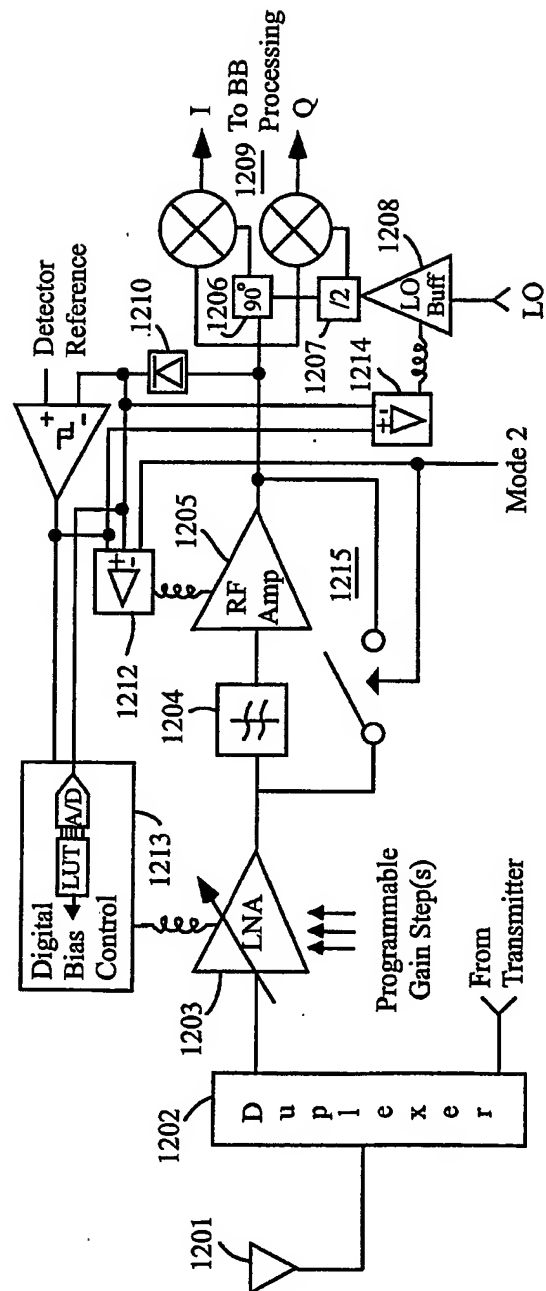 1201
1202
Duplexer
From
Transmitter
1203
LNA
Programmable
Gain Step(s)
Digital
Bias
Control
LUT
A/D
1213
1204
1212
+
-
RF
Amp
1205
1215
Mode 2
Detector
Reference
+
-
1210
1206
90°
1207
/2
1214
+
-
LO
Buff
1208
LO
I
To BB
1209 Processing
Q